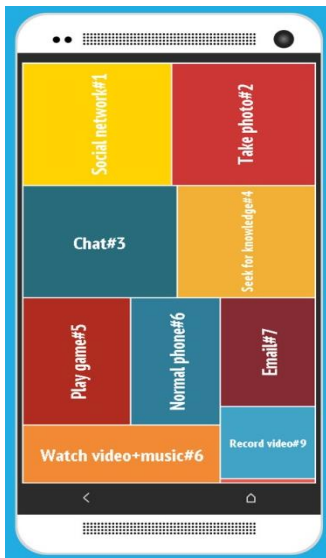 Social network#1
Take photo#2
Chat#3
Seek for knowledge#4
Play game#5
Normal phone#6
Email#7
Watch video+music#6
Record video#9